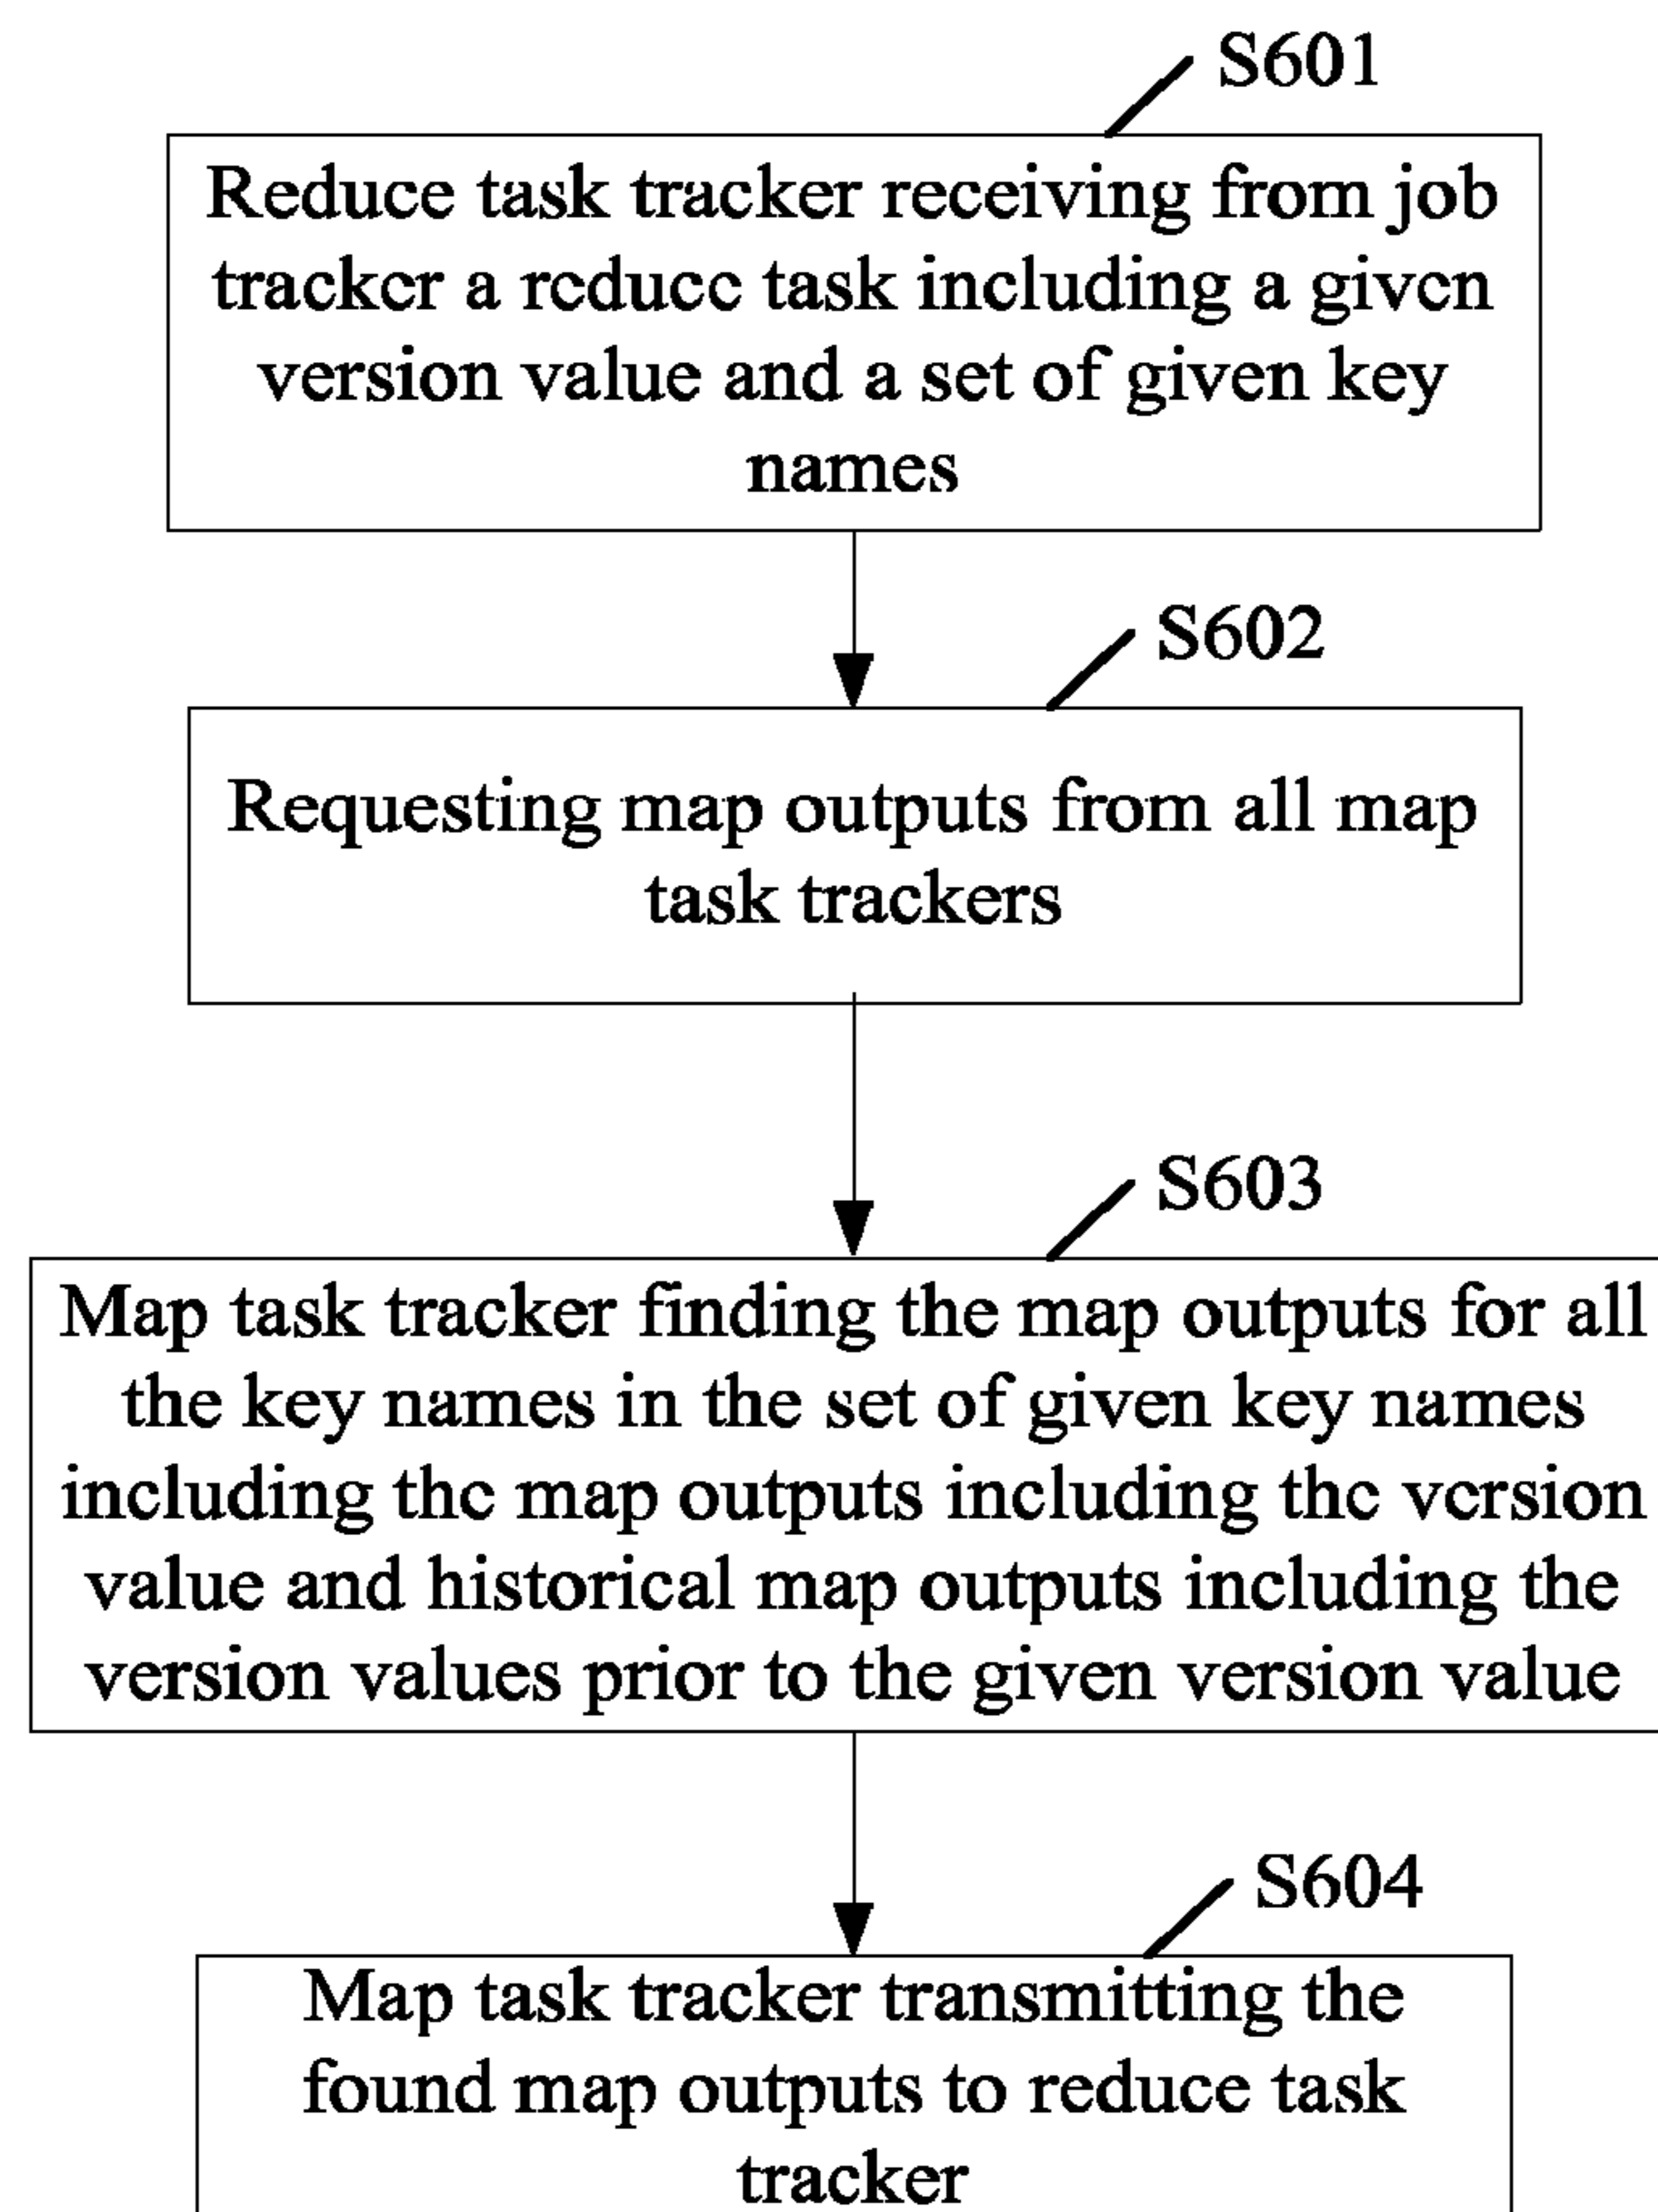 S601
Reduce task tracker receiving from job
tracker a reduce task including a given
version value and a set of given key
names
S602
Requesting map outputs from all map
task trackers
S603
Map task tracker finding the map outputs for all
the key names in the set of given key names
including the map outputs including the version
value and historical map outputs including the
version values prior to the given version value
S604
Map task tracker transmitting the
found map outputs to reduce task
tracker